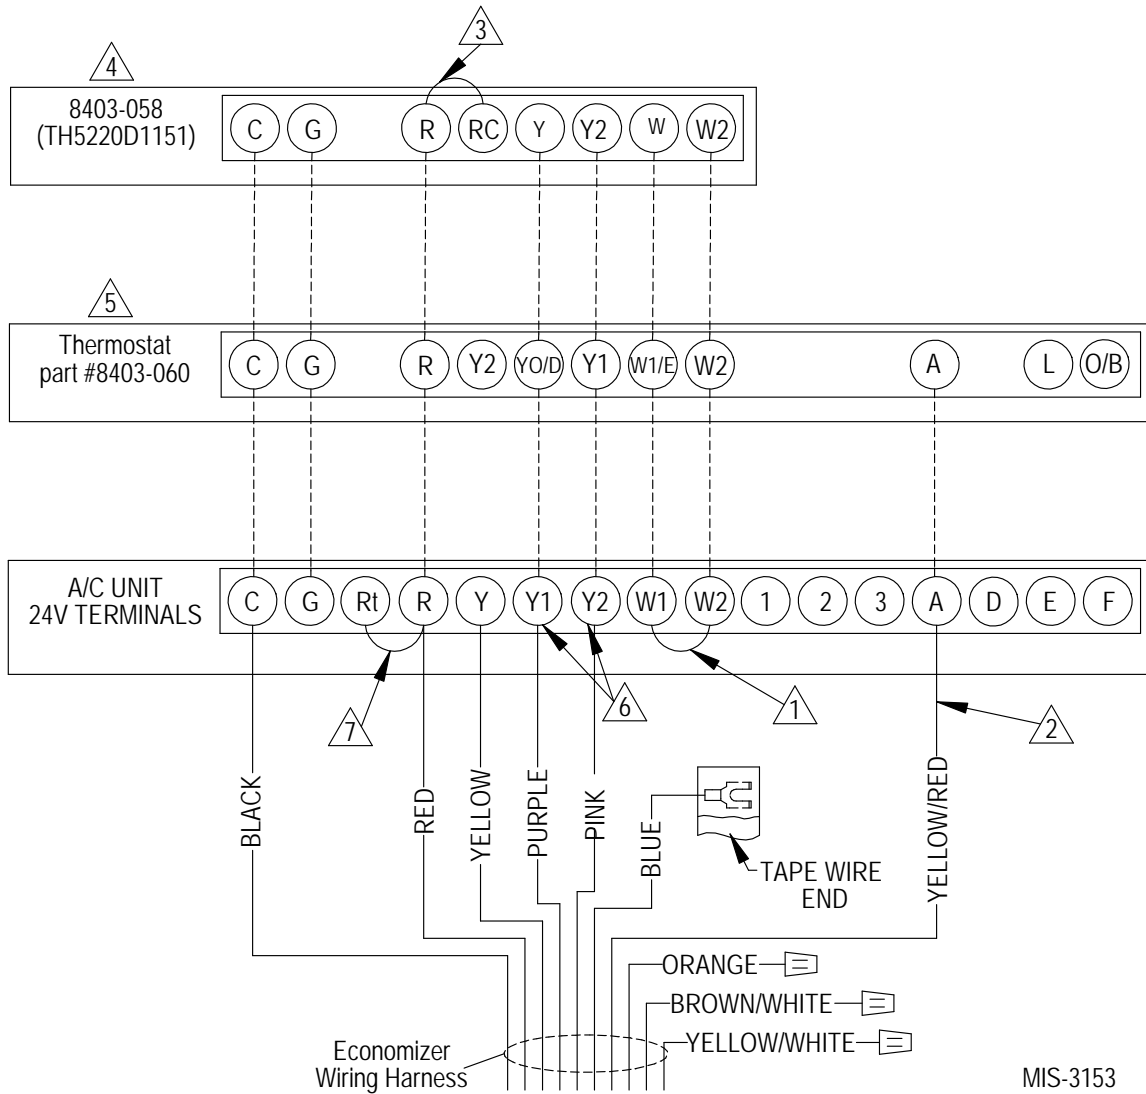 3
4
8403-058
(TH5220D1151)
C G R RC Y Y2 W W2
5
Thermostat
part #8403-060
C G R Y2 YO/D Y1 W1/E W2 A L O/B
A/C UNIT
24V TERMINALS
C G Rt R Y Y1 Y2 W1 W2 1 2 3 A D E F
7 6 1 2
BLACK
RED
YELLOW
PURPLE
PINK
BLUE
YELLOW/RED
TAPE WIRE
END
ORANGE
BROWN/WHITE
YELLOW/WHITE
Economizer
Wiring Harness
MIS-3153